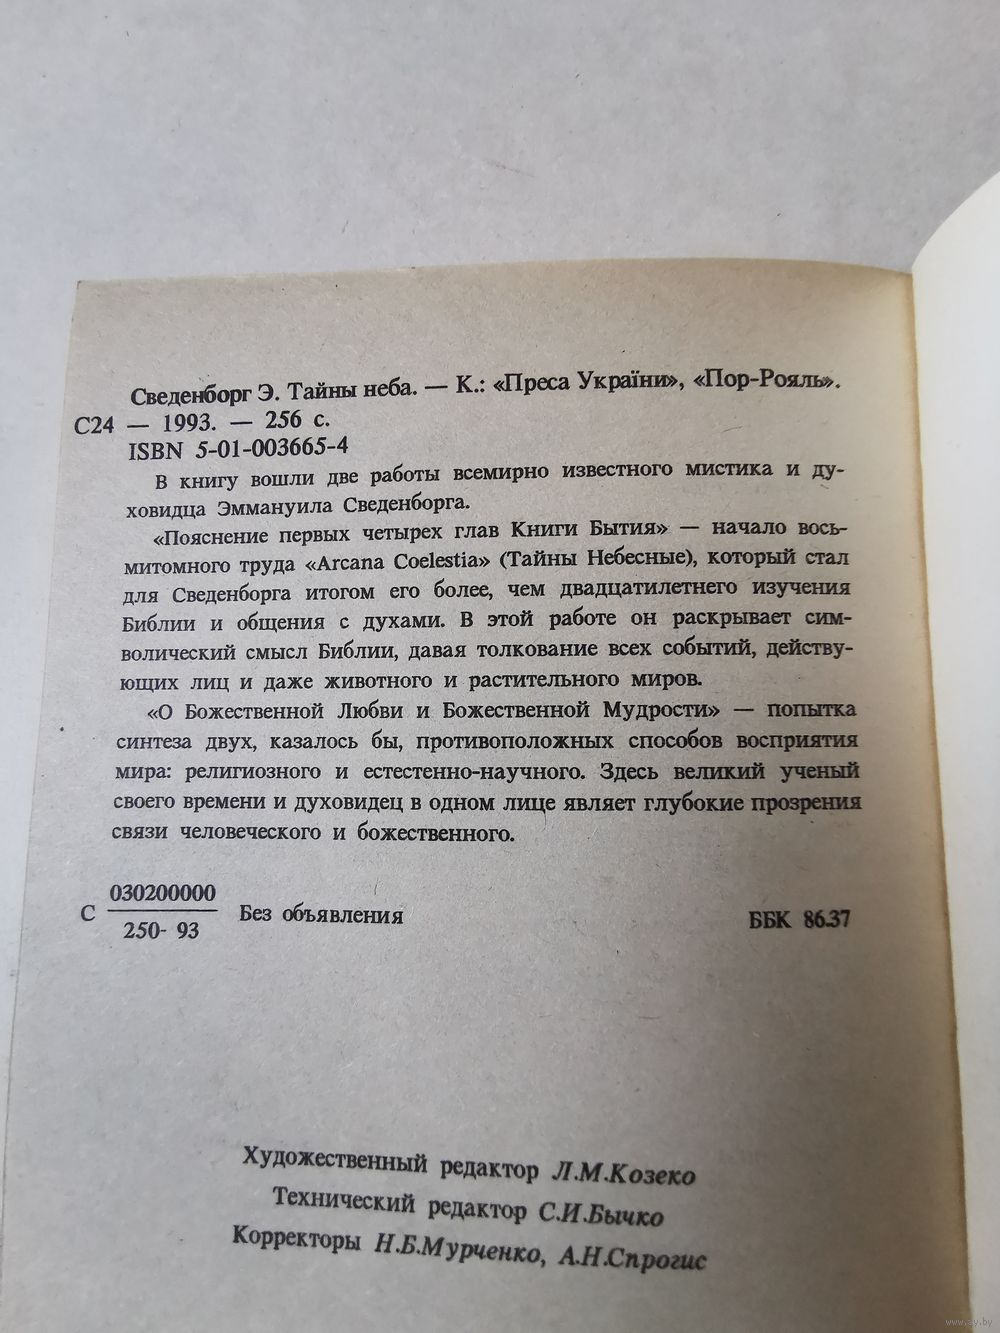 Сведенборг Э. Тайны неба. — К.: «Преса України», «Пор-Рояль».
С24 — 1993. — 256 с.
ISBN 5-01-003665-4
В книгу вошли две работы всемирно известного мистика и ду-
ховидца Эммануила Сведенборга.
«Пояснение первых четырех глав Книги Бытия» — начало вось-
митомного труда «Arcana Coelestia» (Тайны Небесные), который стал
для Сведенборга итогом его более, чем двадцатилетнего изучения
Библии и общения с духами. В этой работе он раскрывает сим-
волический смысл Библии, давая толкование всех событий, действу-
ющих лиц и даже животного и растительного миров.
«О Божественной Любви и Божественной Мудрости» — попытка
синтеза двух, казалось бы, противоположных способов восприятия
мира: религиозного и естестенно-научного. Здесь великий ученый
своего времени и духовидец в одном лице являет глубокие прозрения
связи человеческого и божественного.
С 030200000
250- 93
Без объявления
ББК 86.37
Художественный редактор Л.М.Козеко
Технический редактор С.И.Бычко
Корректоры Н.Б.Мурченко, А.Н.Спрогис
www.ay.by